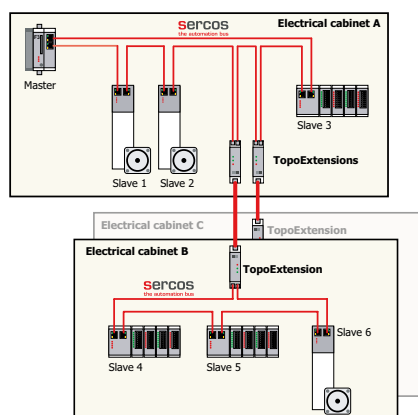 sercos
the automation bus
Electrical cabinet A
Master
Slave 3
TopoExtensions
Slave 1
Slave 2
Electrical cabinet C
TopoExtension
Electrical cabinet B
TopoExtension
sercos
the automation bus
Slave 6
Slave 4
Slave 5